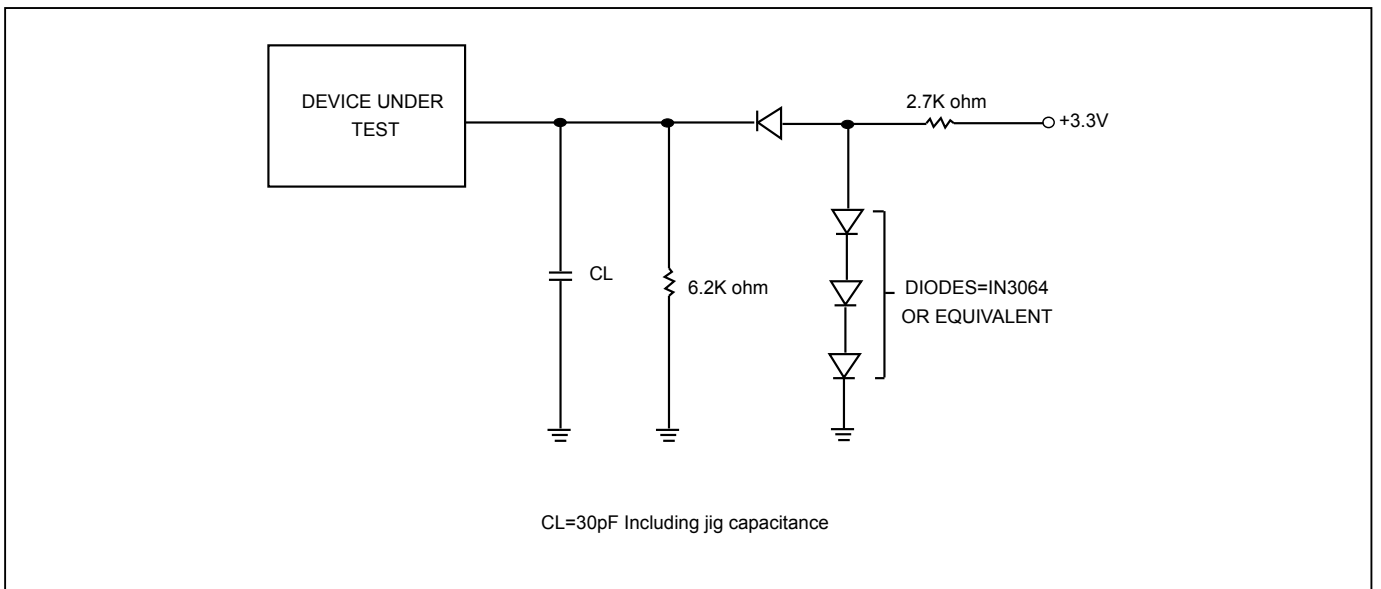 DEVICE UNDER
TEST
2.7K ohm
+3.3V
CL
6.2K ohm
DIODES=IN3064
OR EQUIVALENT
CL=30pF Including jig capacitance